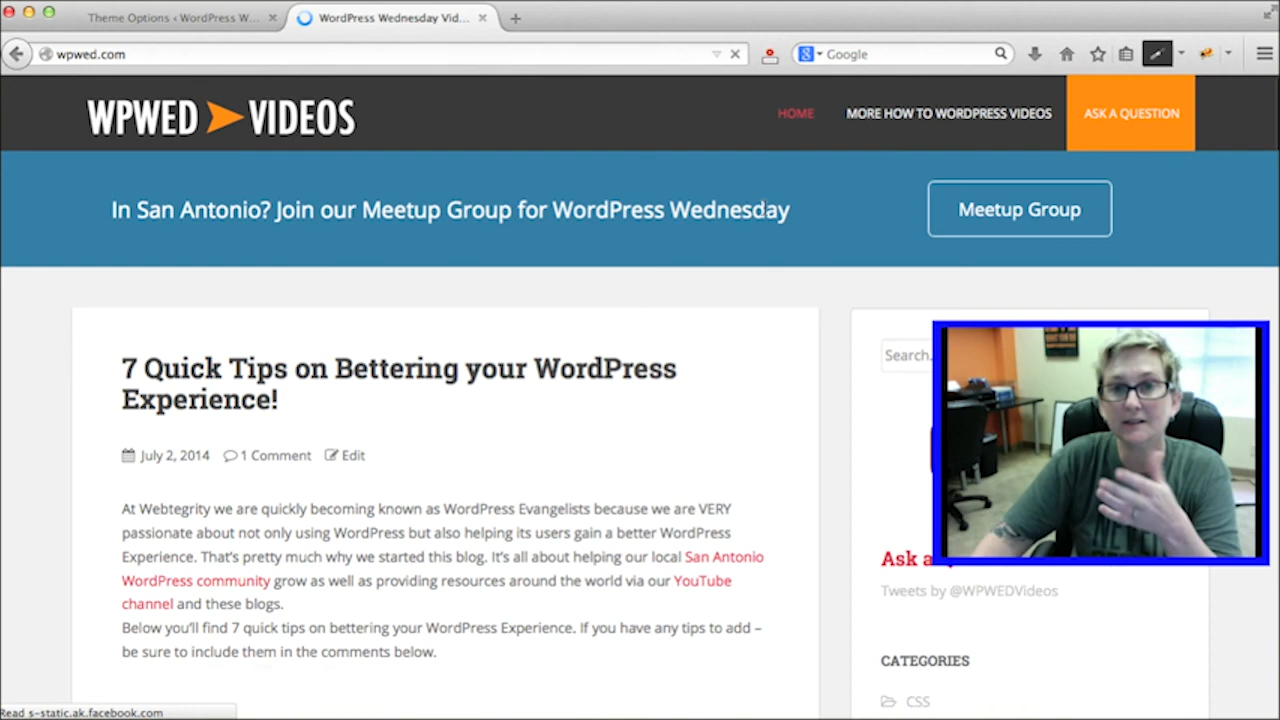 Theme Options ‹ WordPress W...
WordPress Wednesday Vid...
wpwed.com
Google
WPWED VIDEOS
HOME
MORE HOW TO WORDPRESS VIDEOS
ASK A QUESTION
In San Antonio? Join our Meetup Group for WordPress Wednesday
Meetup Group
7 Quick Tips on Bettering your WordPress
Experience!
July 2, 2014
1 Comment
Edit
At Webtegrity we are quickly becoming known as WordPress Evangelists because we are VERY
passionate about not only using WordPress but also helping its users gain a better WordPress
Experience. That's pretty much why we started this blog. It's all about helping our local San Antonio
WordPress community grow as well as providing resources around the world via our YouTube
channel and these blogs.
Below you'll find 7 quick tips on bettering your WordPress Experience. If you have any tips to add –
be sure to include them in the comments below.
Search.
Ask a
Tweets by @WPWEDVideos
CATEGORIES
CSS
Read s-static.ak.facebook.com